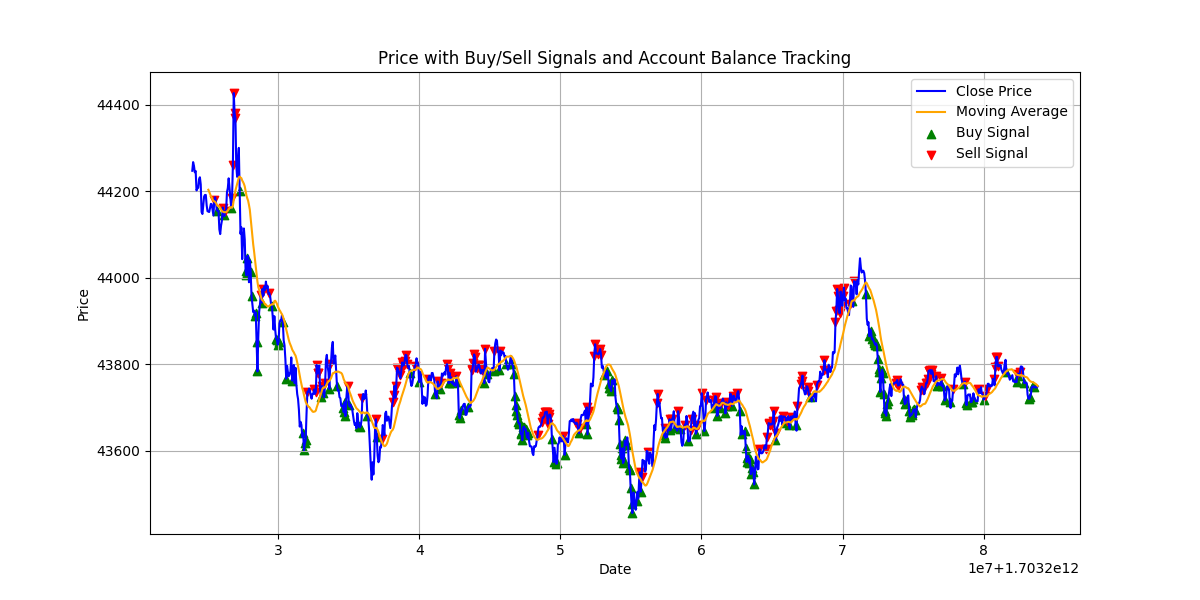 Price with Buy/Sell Signals and Account Balance Tracking
Close Price
Moving Average
Buy Signal
Sell Signal
44400
44200
44000
43800
43600
Price
3 4 5 6 7 8
1e7+1.7032e12
Date